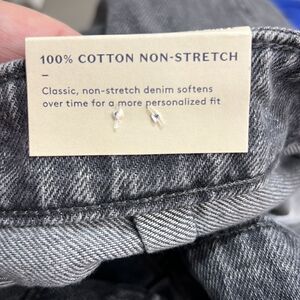 100% COTTON NON-STRETCH
–
Classic, non-stretch denim softens
over time for a more personalized fit